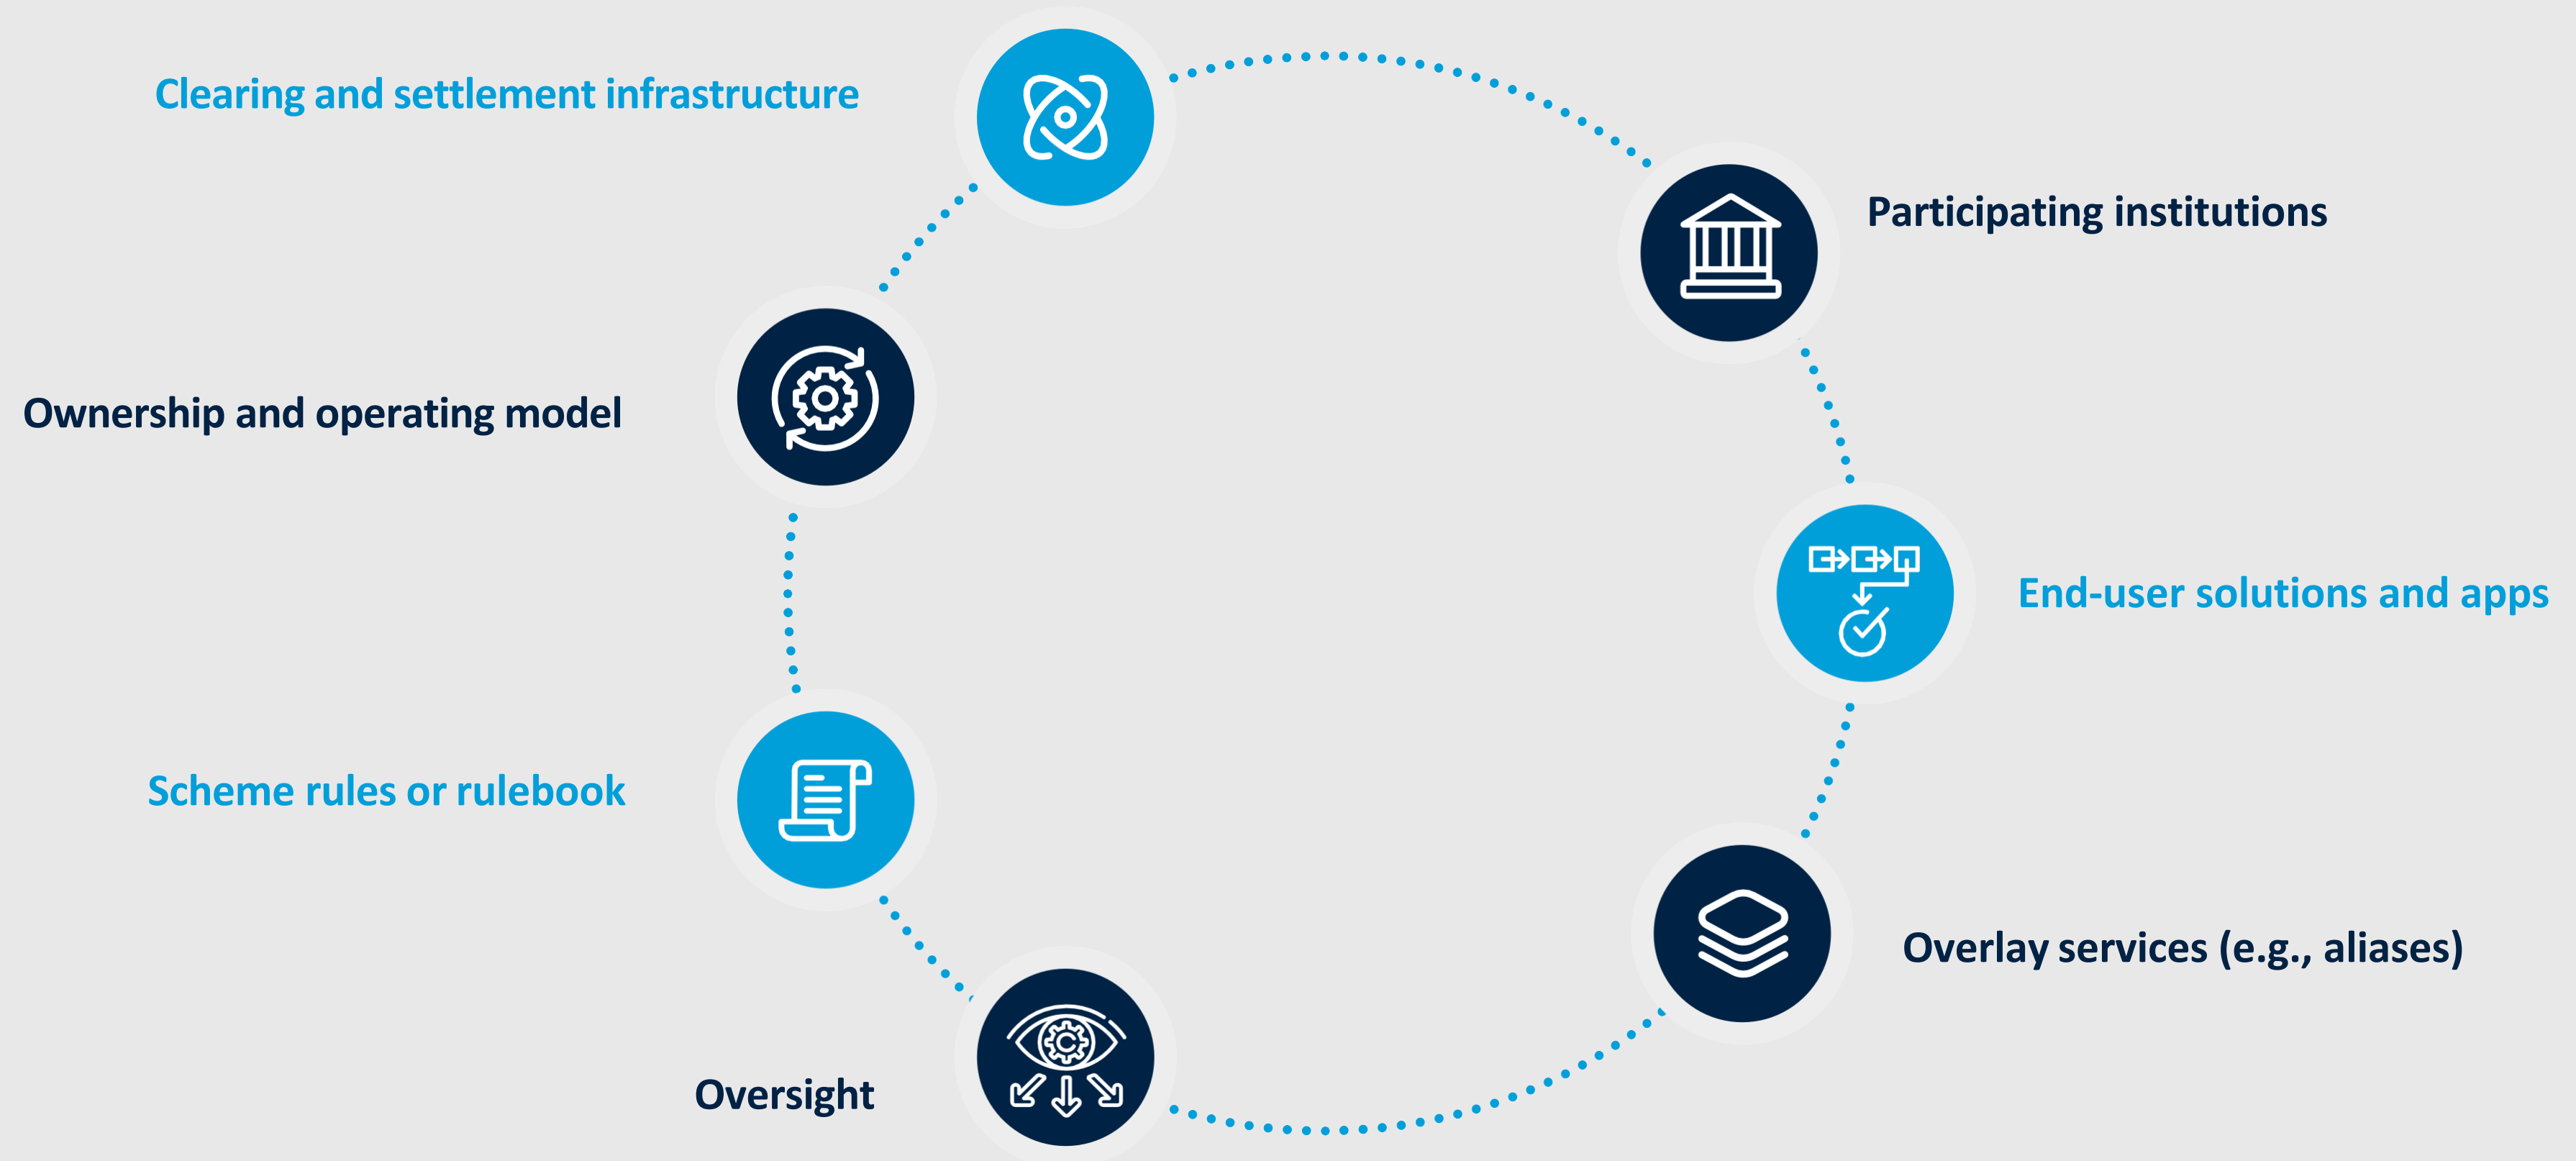 Clearing and settlement infrastructure
Participating institutions
Ownership and operating model
End-user solutions and apps
Scheme rules or rulebook
Overlay services (e.g., aliases)
Oversight